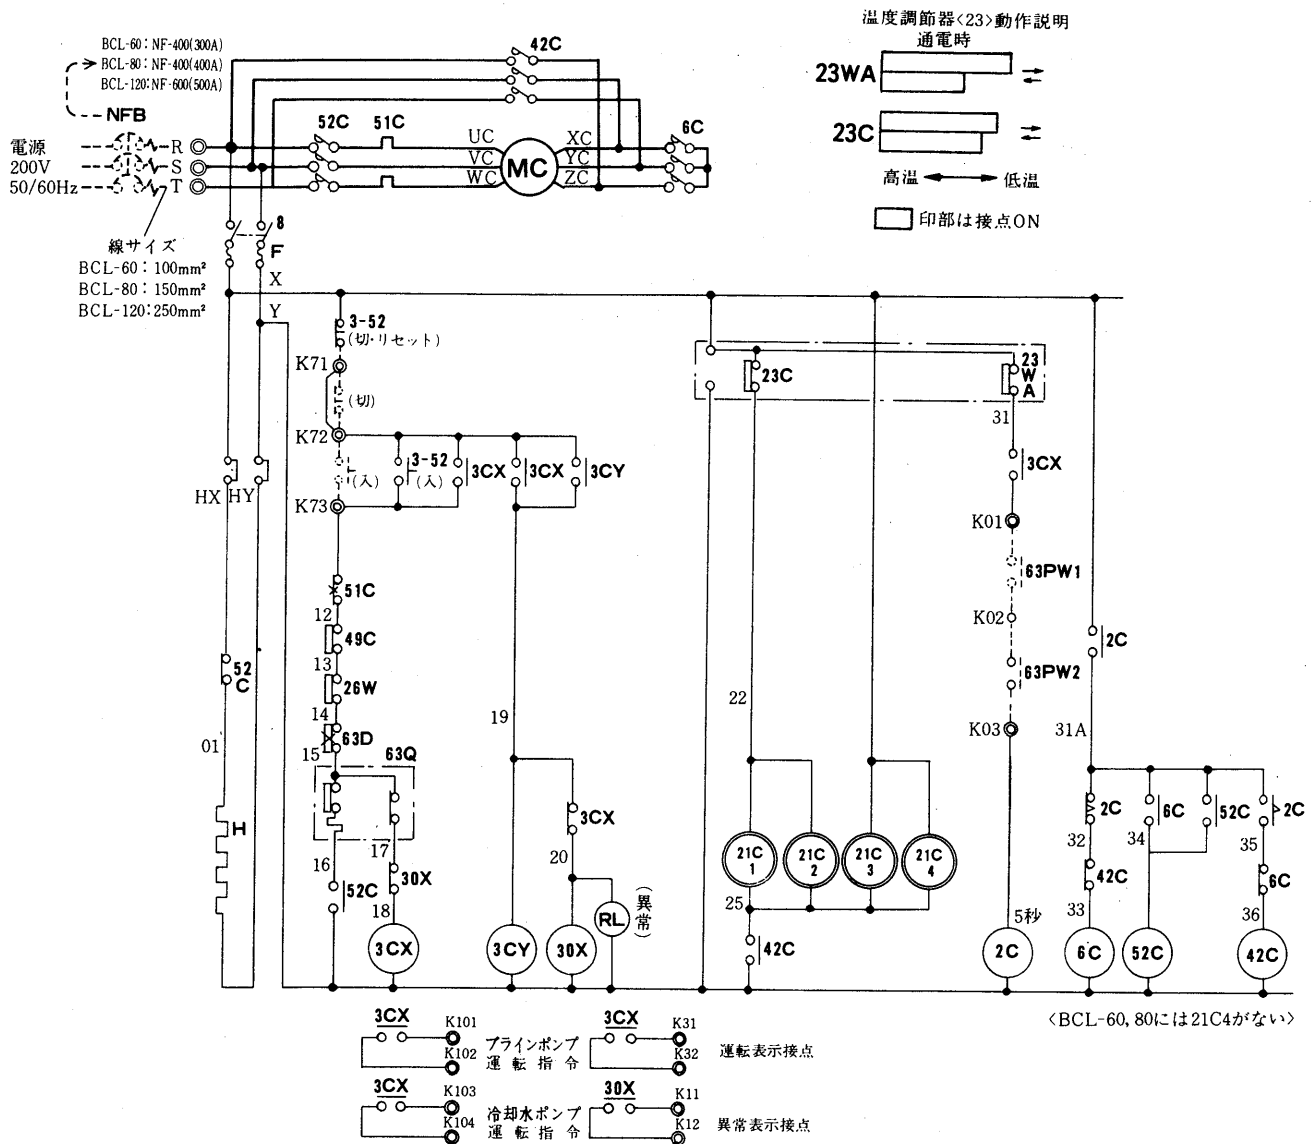 BCL-60：NF-400(300A)
BCL-80：NF-400(400A)
BCL-120：NF-600(500A)
NFB
電源
200V
50/60Hz
R
S
T
線サイズ
BCL-60：100mm²
BCL-80：150mm²
BCL-120：250mm²
42C
52C
51C
UC
VC
WC
MC
XC
YC
ZC
6C
温度調節器<23>動作説明
通電時
23WA
23C
高温
低温
印部は接点ON
8
F
X
Y
3-52
(切・リセット)
K71
(切)
K72
(入)
3-52
(入)
3CX
3CX
3CY
K73
HX
HY
23C
23
W
A
31
3CX
K01
63PW1
K02
63PW2
K03
2C
31A
51C
12
49C
13
26W
14
63D
15
63Q
52
C
01
H
16
17
52C
30X
18
3CX
19
3CX
20
3CY
30X
RL
(異常)
22
21C
1
21C
2
21C
3
21C
4
25
42C
5秒
2C
2C
32
42C
33
6C
6C
34
52C
52C
2C
35
6C
36
42C
<BCL-60, 80には21C4がない>
3CX
K101
K102
ブラインポンプ
運転指令
3CX
K31
K32
運転表示接点
3CX
K103
K104
冷却水ポンプ
運転指令
30X
K11
K12
異常表示接点